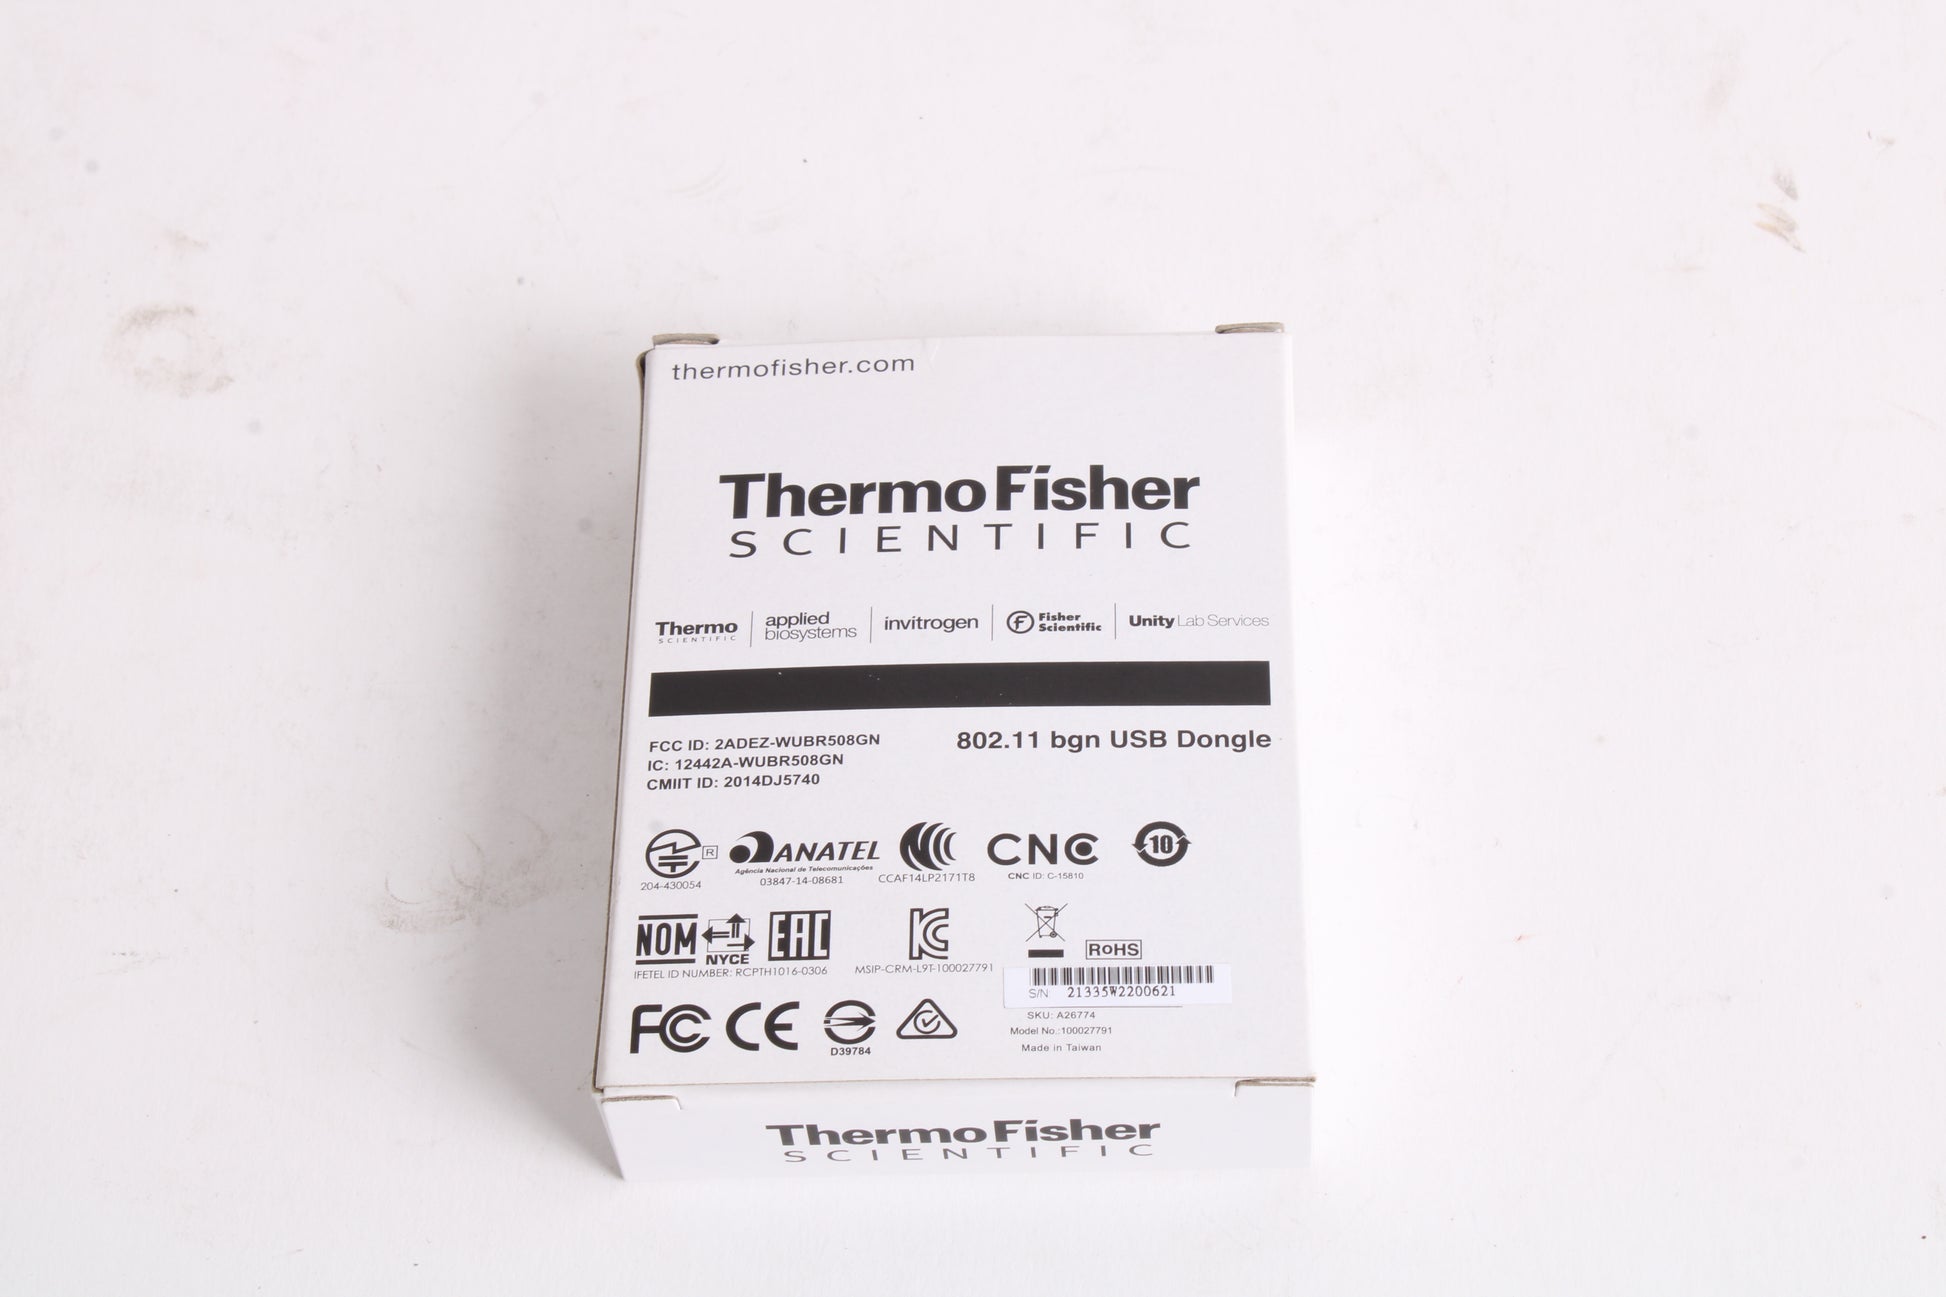 thermofisher.com
ThermoFisher
SCIENTIFIC
Thermo SCIENTIFIC | applied biosystems | invitrogen | F Fisher Scientific | Unity Lab Services
FCC ID: 2ADEZ-WUBR508GN
IC: 12442A-WUBR508GN
CMIIT ID: 2014DJ5740
802.11 bgn USB Dongle
R
204-430054
ANATEL
Agência Nacional de Telecomunicações
03847-14-08681
CCAF14LP2171T8
CNC
CNC ID: C-15810
10
NOM
NYCE
EAC
IFETEL ID NUMBER: RCPTH1016-0306
KC
MSIP-CRM-L9T-100027791
RoHS
S/N 21335W2200621
SKU: A26774
Model No.:100027791
Made in Taiwan
FC CE
D39784
ThermoFisher
SCIENTIFIC